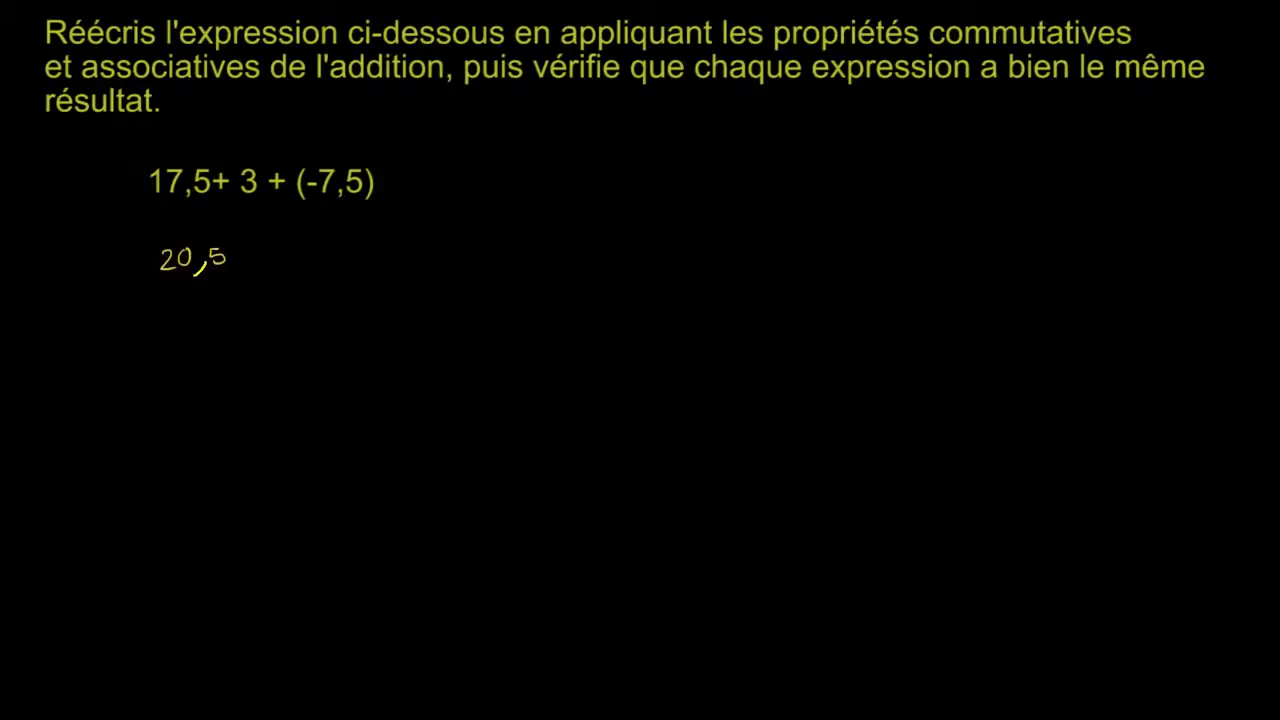 Réécris l'expression ci-dessous en appliquant les propriétés commutatives
et associatives de l'addition, puis vérifie que chaque expression a bien le même
résultat.
17,5+ 3 + (-7,5)
20,5